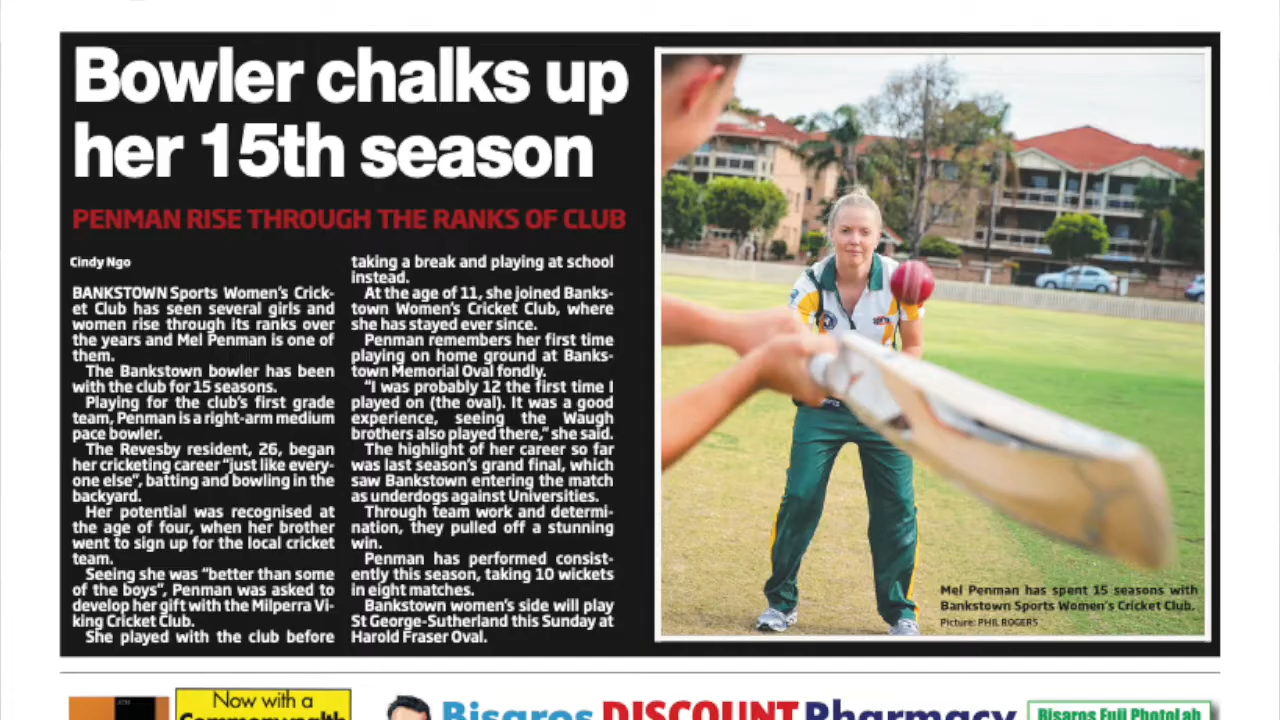 Bowler chalks up
her 15th season
PENMAN RISE THROUGH THE RANKS OF CLUB
Cindy Ngo
BANKSTOWN Sports Women's Crick-
et Club has seen several girls and
women rise through its ranks over
the years and Mel Penman is one of
them.
The Bankstown bowler has been
with the club for 15 seasons.
Playing for the club's first grade
team, Penman is a right-arm medium
pace bowler.
The Revesby resident, 26, began
her cricketing career "just like every-
one else", batting and bowling in the
backyard.
Her potential was recognised at
the age of four, when her brother
went to sign up for the local cricket
team.
Seeing she was "better than some
of the boys", Penman was asked to
develop her gift with the Milperra Vi-
king Cricket Club.
She played with the club before
taking a break and playing at school
instead.
At the age of 11, she joined Banks-
town Women's Cricket Club, where
she has stayed ever since.
Penman remembers her first time
playing on home ground at Banks-
town Memorial Oval fondly.
"I was probably 12 the first time I
played on (the oval). It was a good
experience, seeing the Waugh
brothers also played there," she said.
The highlight of her career so far
was last season's grand final, which
saw Bankstown entering the match
as underdogs against Universities.
Through team work and determi-
nation, they pulled off a stunning
win.
Penman has performed consist-
ently this season, taking 10 wickets
in eight matches.
Bankstown women's side will play
St George-Sutherland this Sunday at
Harold Fraser Oval.
Mel Penman has spent 15 seasons with
Bankstown Sports Women's Cricket Club.
Picture: PHIL ROGERS
Now with a
Commonwealth
Bisaros DISCOUNT Pharmacy
Bisaros Fuji PhotoLab